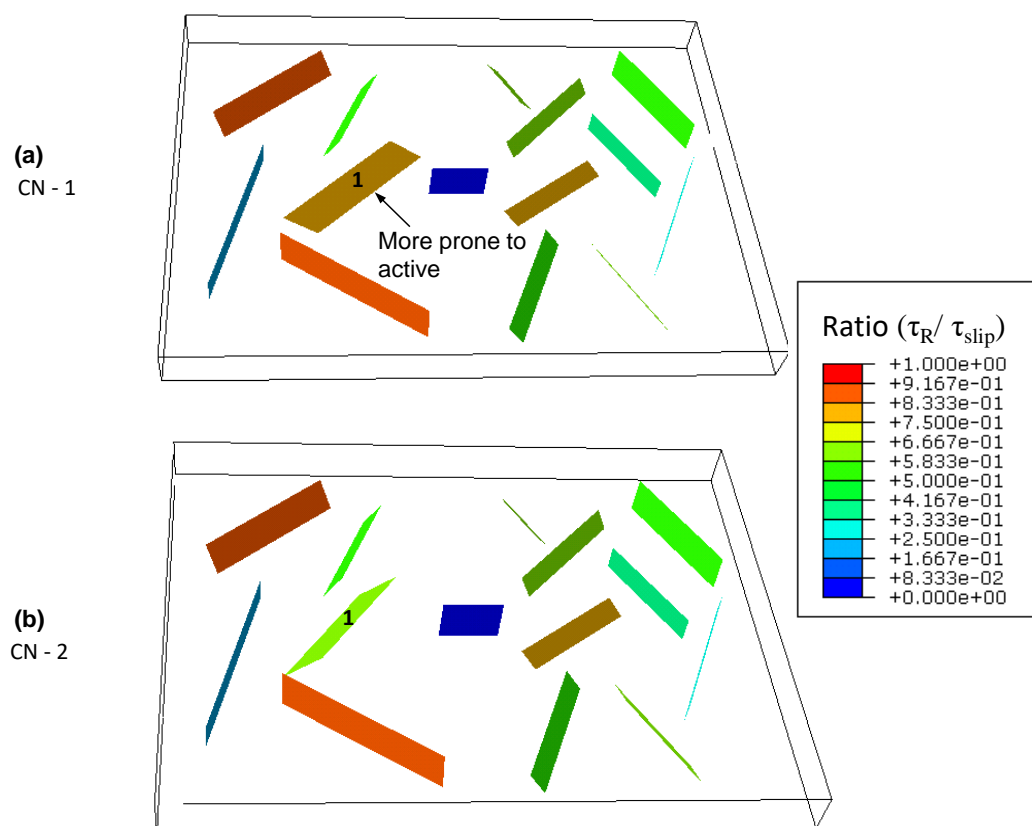 (a)
CN - 1
1
More prone to
active
Ratio (τR/ τslip)
+1.000e+00
+9.167e-01
+8.333e-01
+7.500e-01
+6.667e-01
+5.833e-01
+5.000e-01
+4.167e-01
+3.333e-01
+2.500e-01
+1.667e-01
+8.333e-02
+0.000e+00
(b)
CN - 2
1